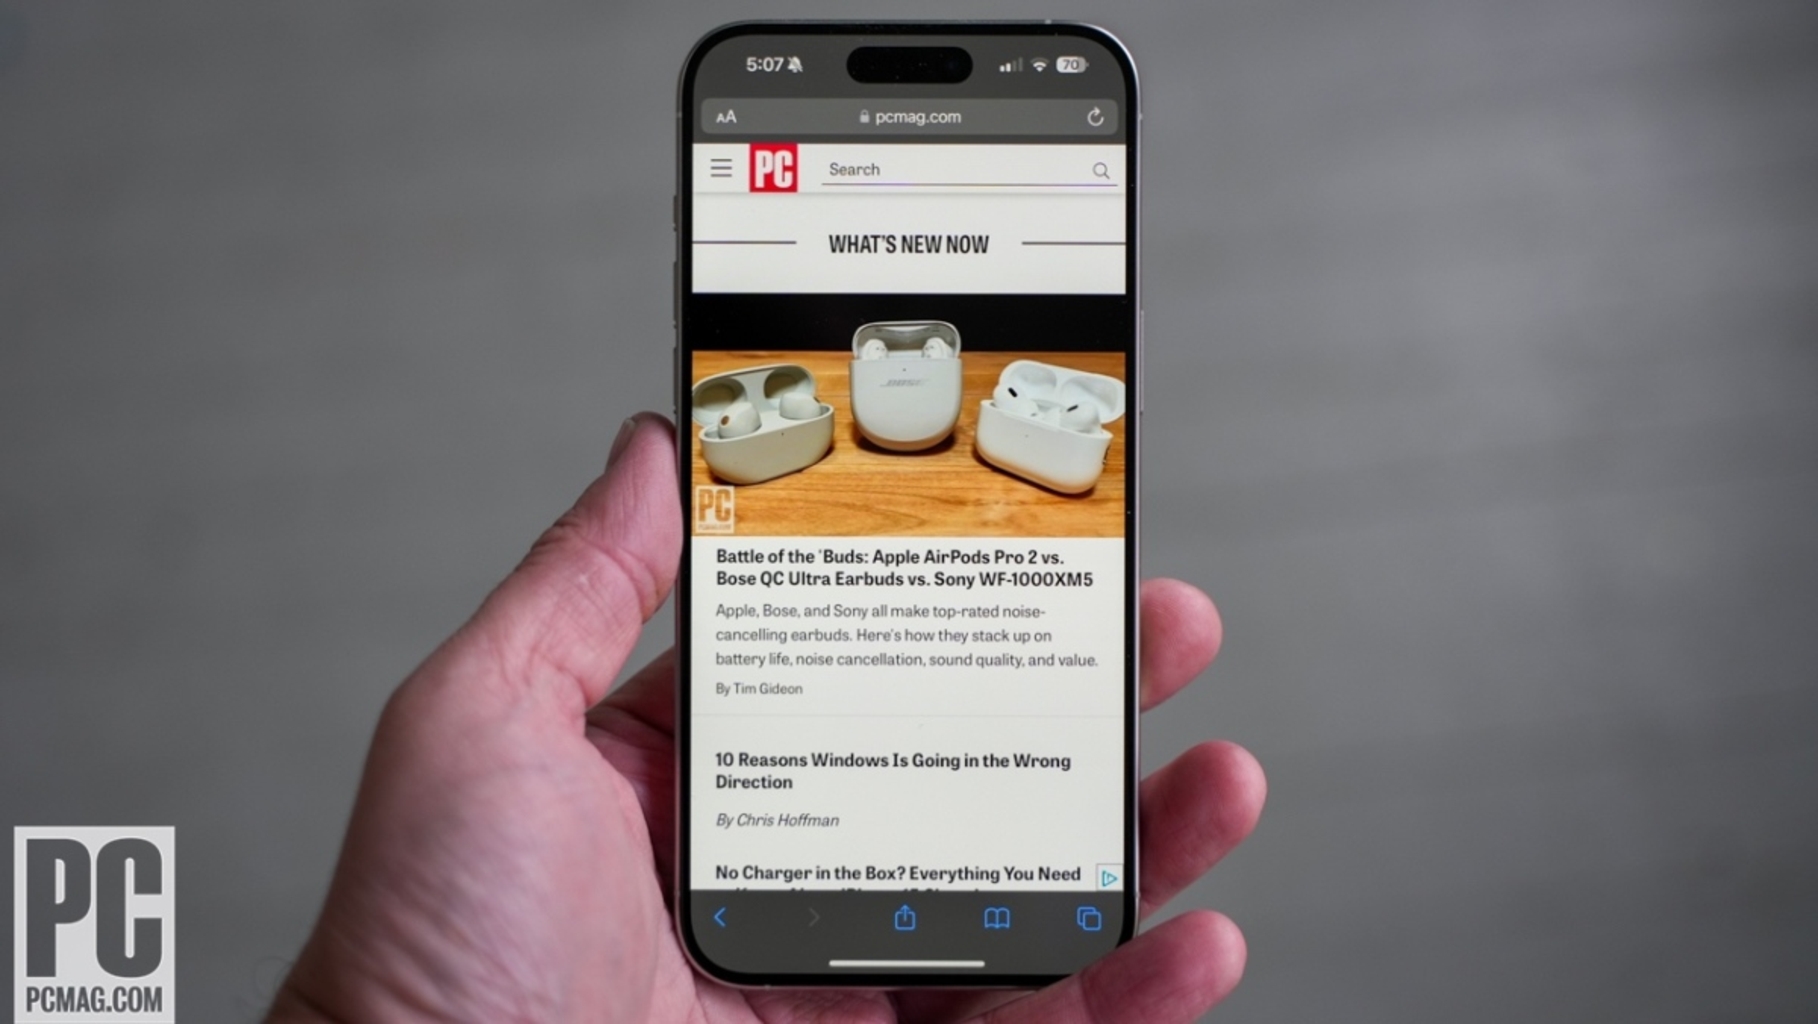 5:07
70
AA
pcmag.com
PC
Search
WHAT'S NEW NOW
BOSE
PC
Battle of the 'Buds: Apple AirPods Pro 2 vs.
Bose QC Ultra Earbuds vs. Sony WF-1000XM5
Apple, Bose, and Sony all make top-rated noise-
cancelling earbuds. Here's how they stack up on
battery life, noise cancellation, sound quality, and value.
By Tim Gideon
10 Reasons Windows Is Going in the Wrong
Direction
By Chris Hoffman
No Charger in the Box? Everything You Need
PC
PCMAG.COM